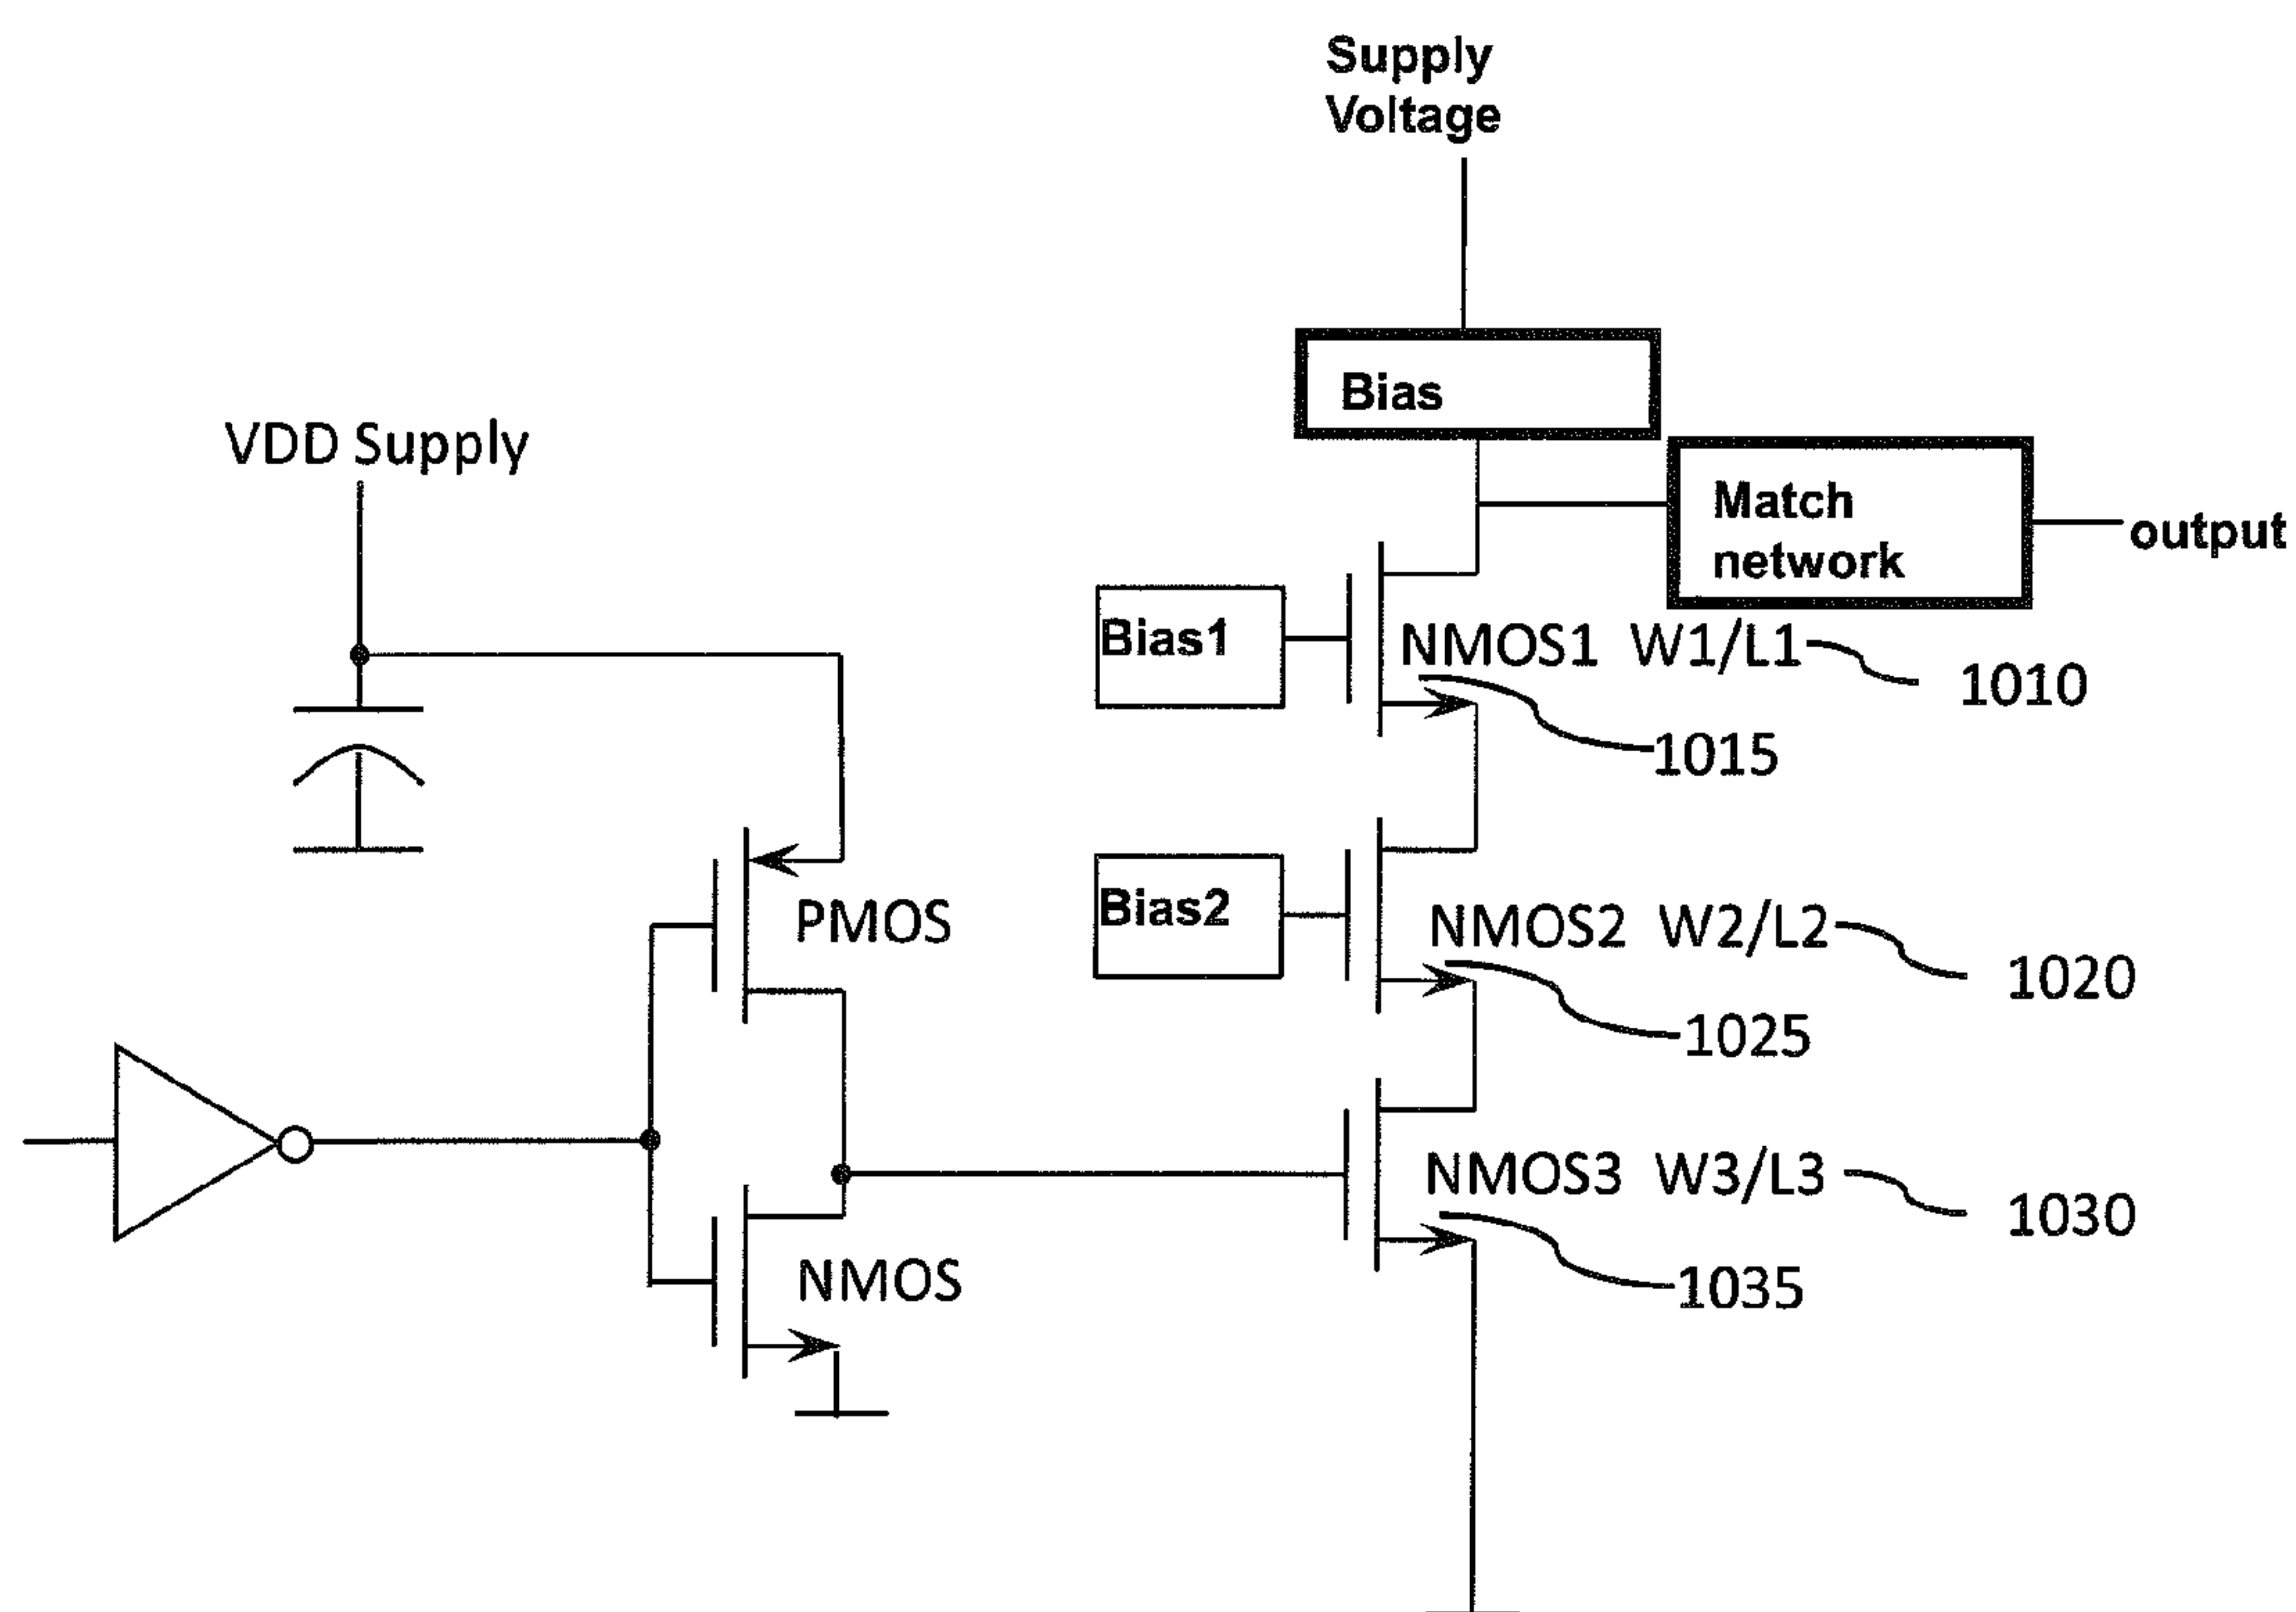 Supply
Voltage
Bias
VDD Supply
Match
network
output
Bias1
NMOS1 W1/L1
1010
1015
Bias2
PMOS
NMOS2 W2/L2
1020
1025
NMOS3 W3/L3
1030
NMOS
1035